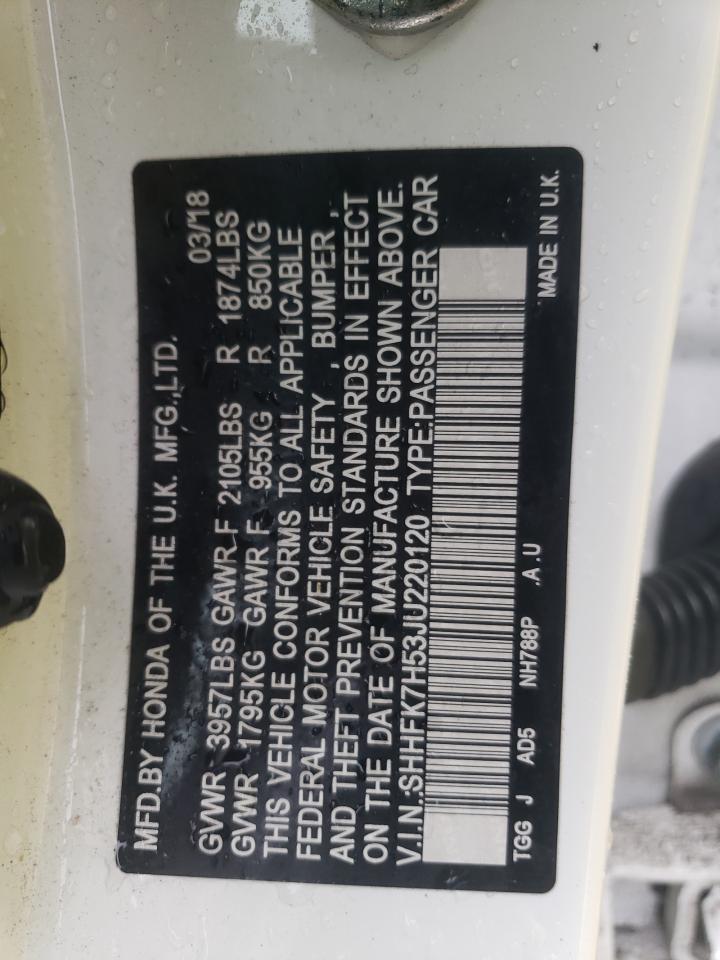 MFD.BY HONDA OF THE U.K. MFG.,LTD. 03/18
GVWR 3957LBS GAWR F 2105LBS R 1874LBS
GVWR 1795KG GAWR F 955KG R 850KG
THIS VEHICLE CONFORMS TO ALL APPLICABLE
FEDERAL MOTOR VEHICLE SAFETY , BUMPER ,
AND THEFT PREVENTION STANDARDS IN EFFECT
ON THE DATE OF MANUFACTURE SHOWN ABOVE.
V.I.N.:SHHFK7H53JU220120 TYPE:PASSENGER CAR
TGG J AD5 NH788P .A.U MADE IN U.K.